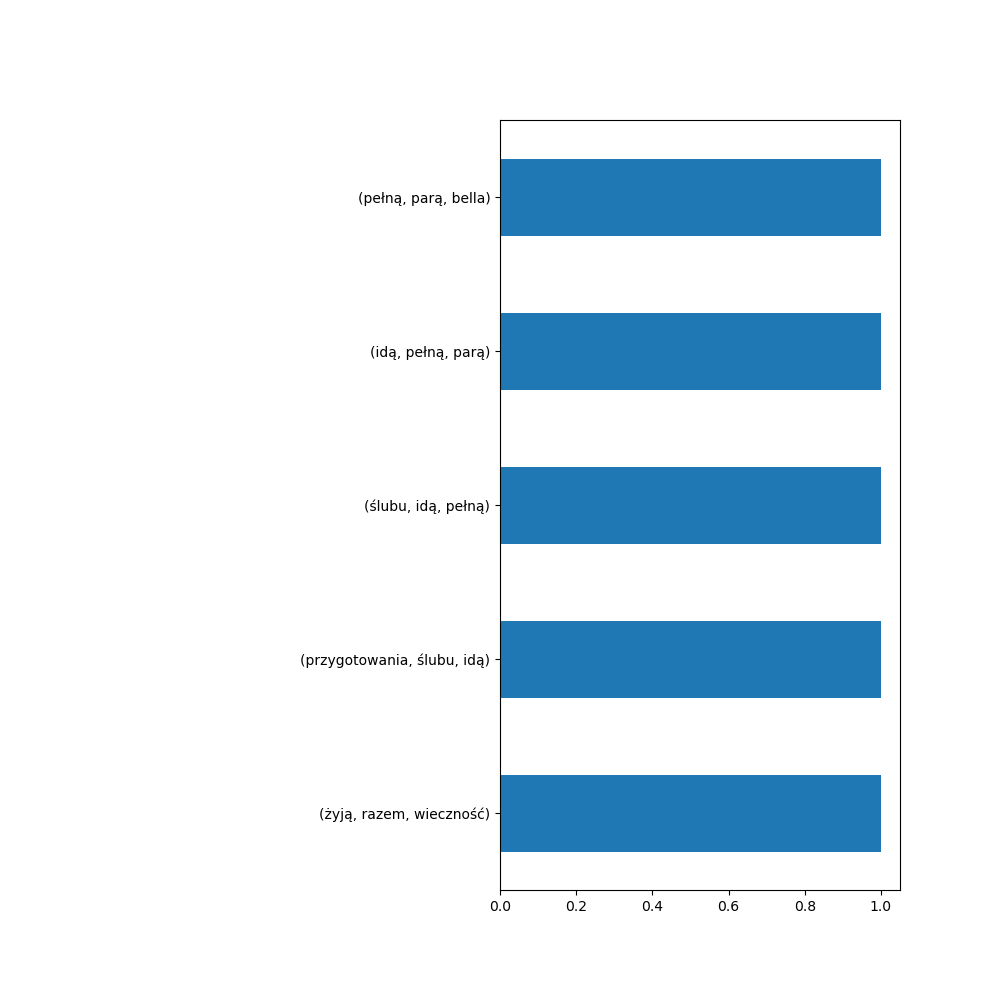 (pełną, parą, bella)
(idą, pełną, parą)
(ślubu, idą, pełną)
(przygotowania, ślubu, idą)
(żyją, razem, wieczność)
0.0 0.2 0.4 0.6 0.8 1.0